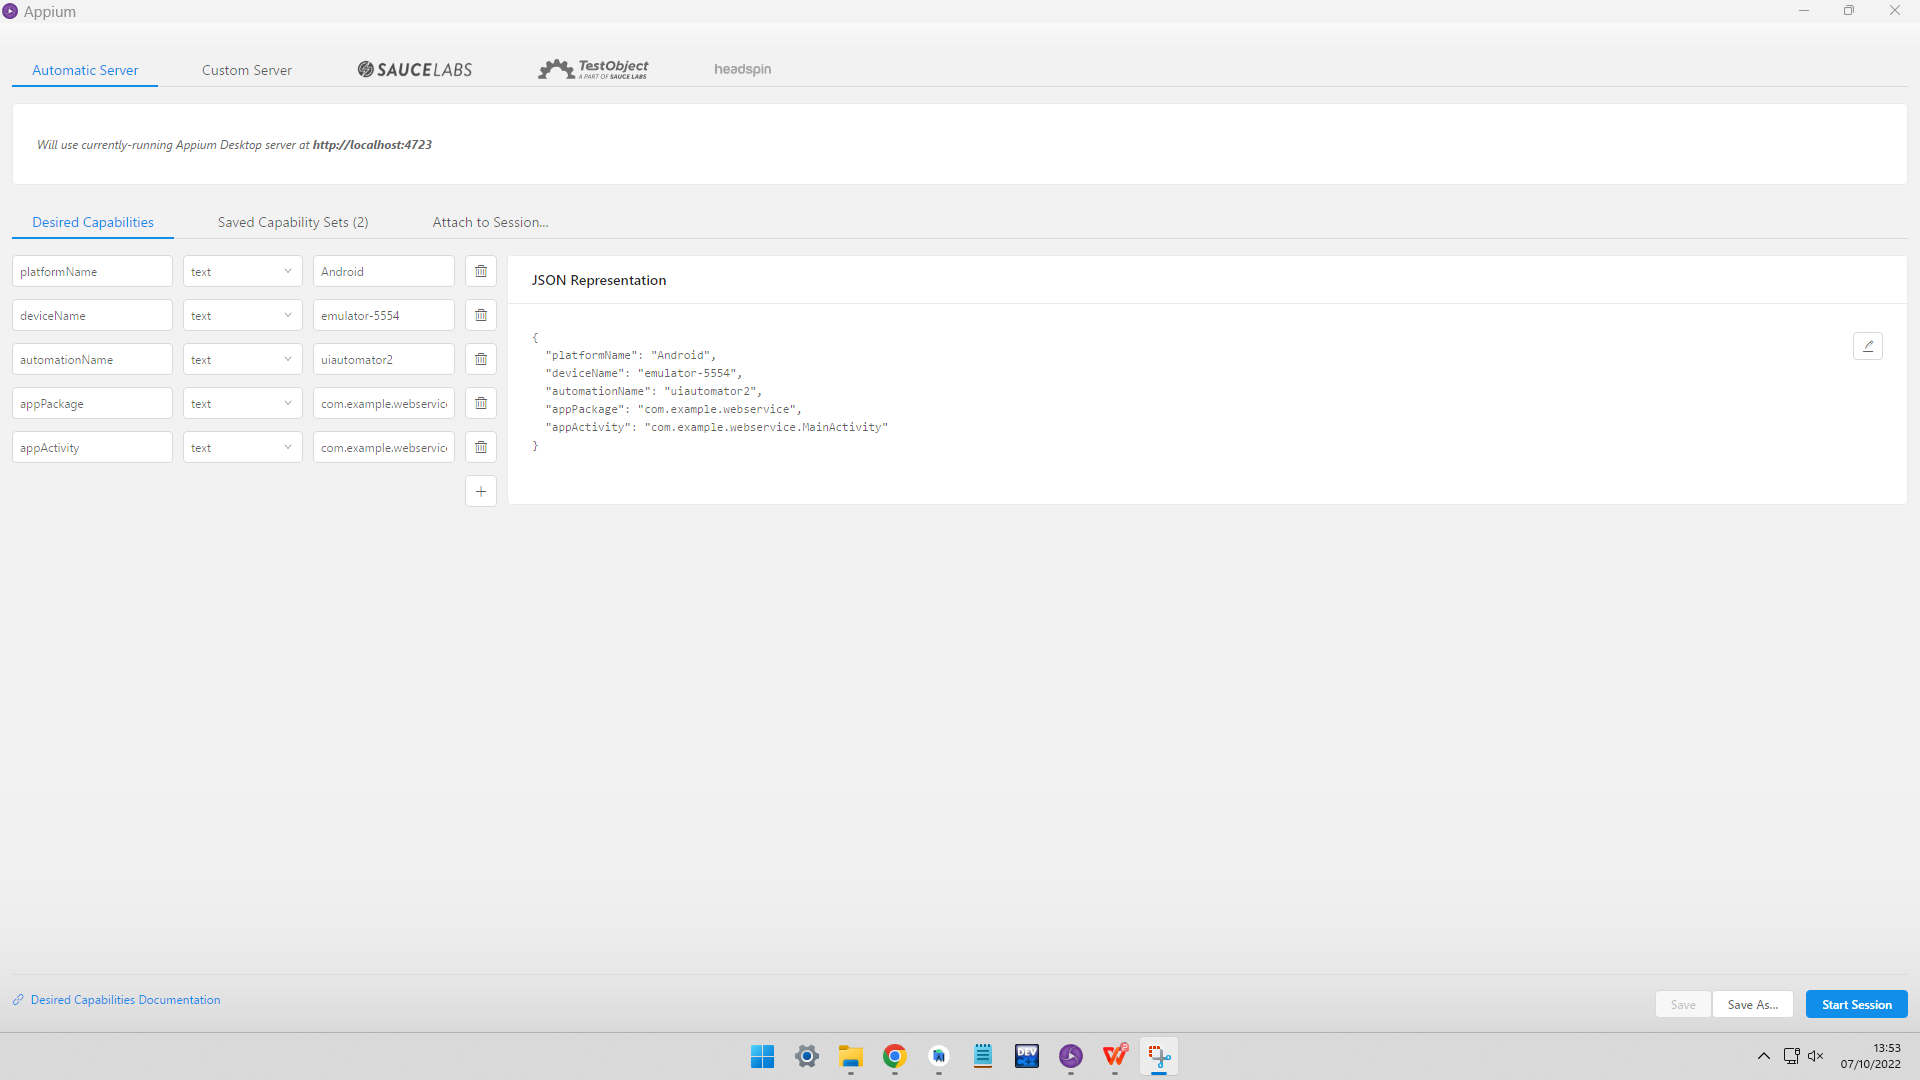 Appium
Automatic Server
Custom Server
SAUCELABS
TestObject
A PART OF SAUCE LABS
headspin
Will use currently-running Appium Desktop server at http://localhost:4723
Desired Capabilities
Saved Capability Sets (2)
Attach to Session...
platformName text Android
deviceName text emulator-5554
automationName text uiautomator2
appPackage text com.example.webservic
appActivity text com.example.webservic
JSON Representation
{
"platformName": "Android",
"deviceName": "emulator-5554",
"automationName": "uiautomator2",
"appPackage": "com.example.webservice",
"appActivity": "com.example.webservice.MainActivity"
}
Desired Capabilities Documentation
Save
Save As...
Start Session
DEV
13:53
07/10/2022